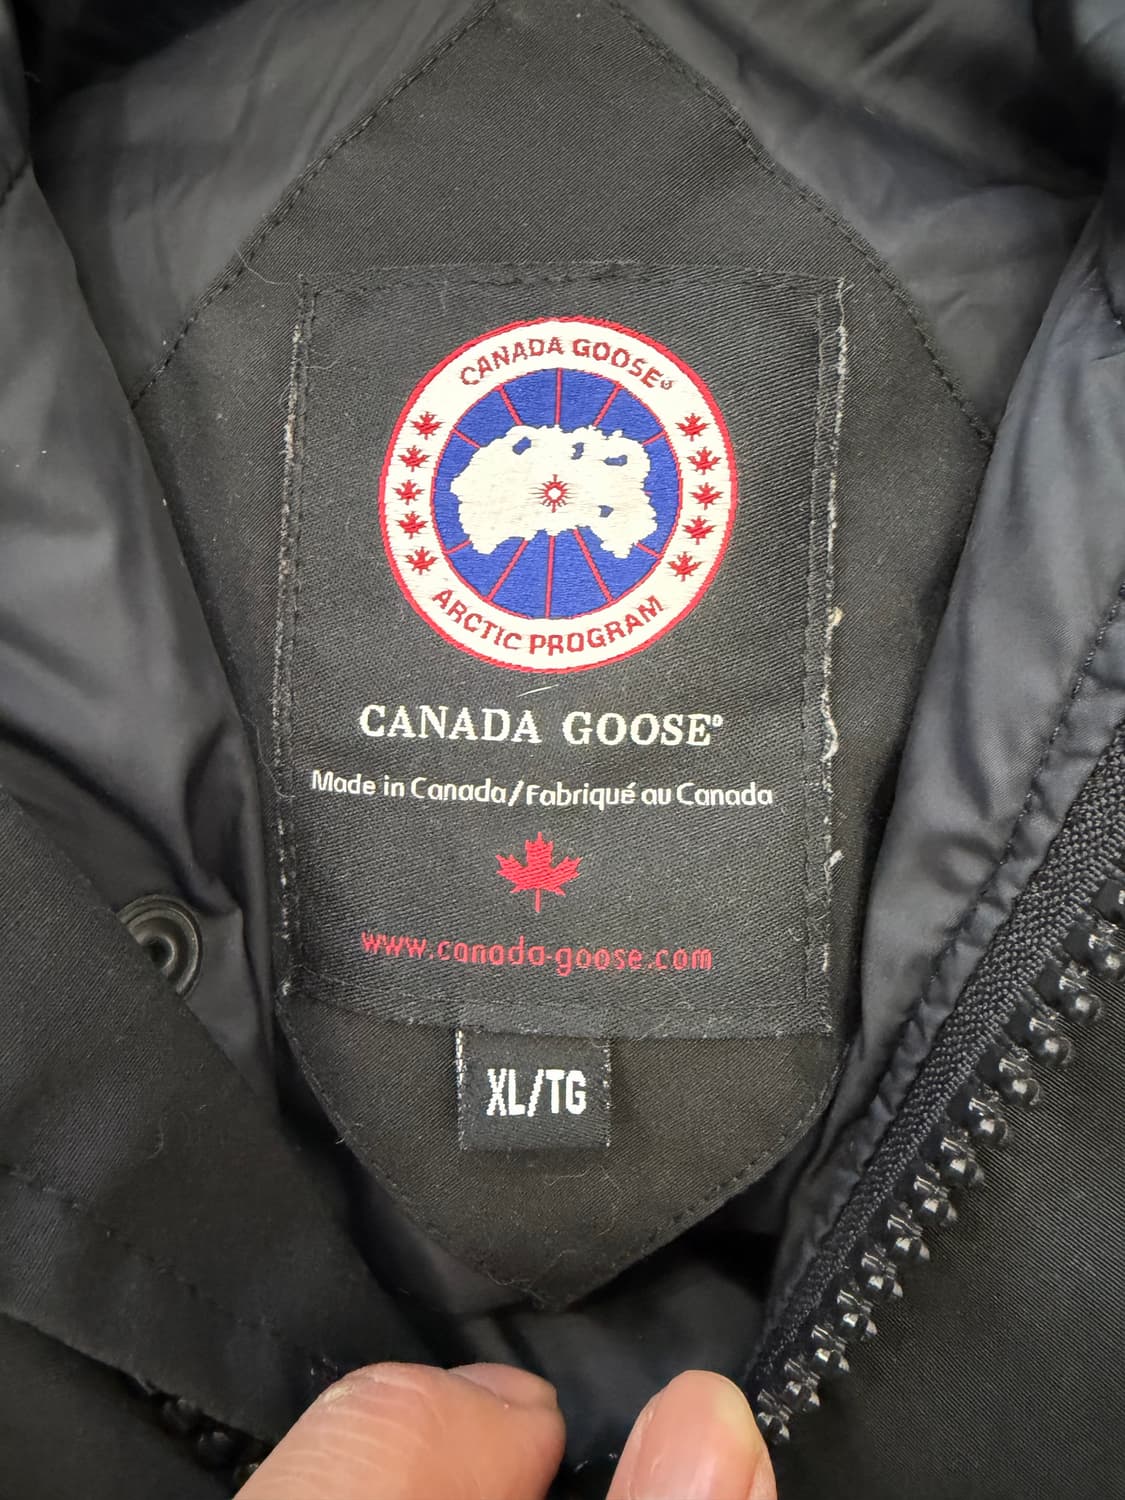 CANADA GOOSE®
ARCTIC PROGRAM
CANADA GOOSE®
Made in Canada/Fabriqué au Canada
www.canada-goose.com
XL/TG